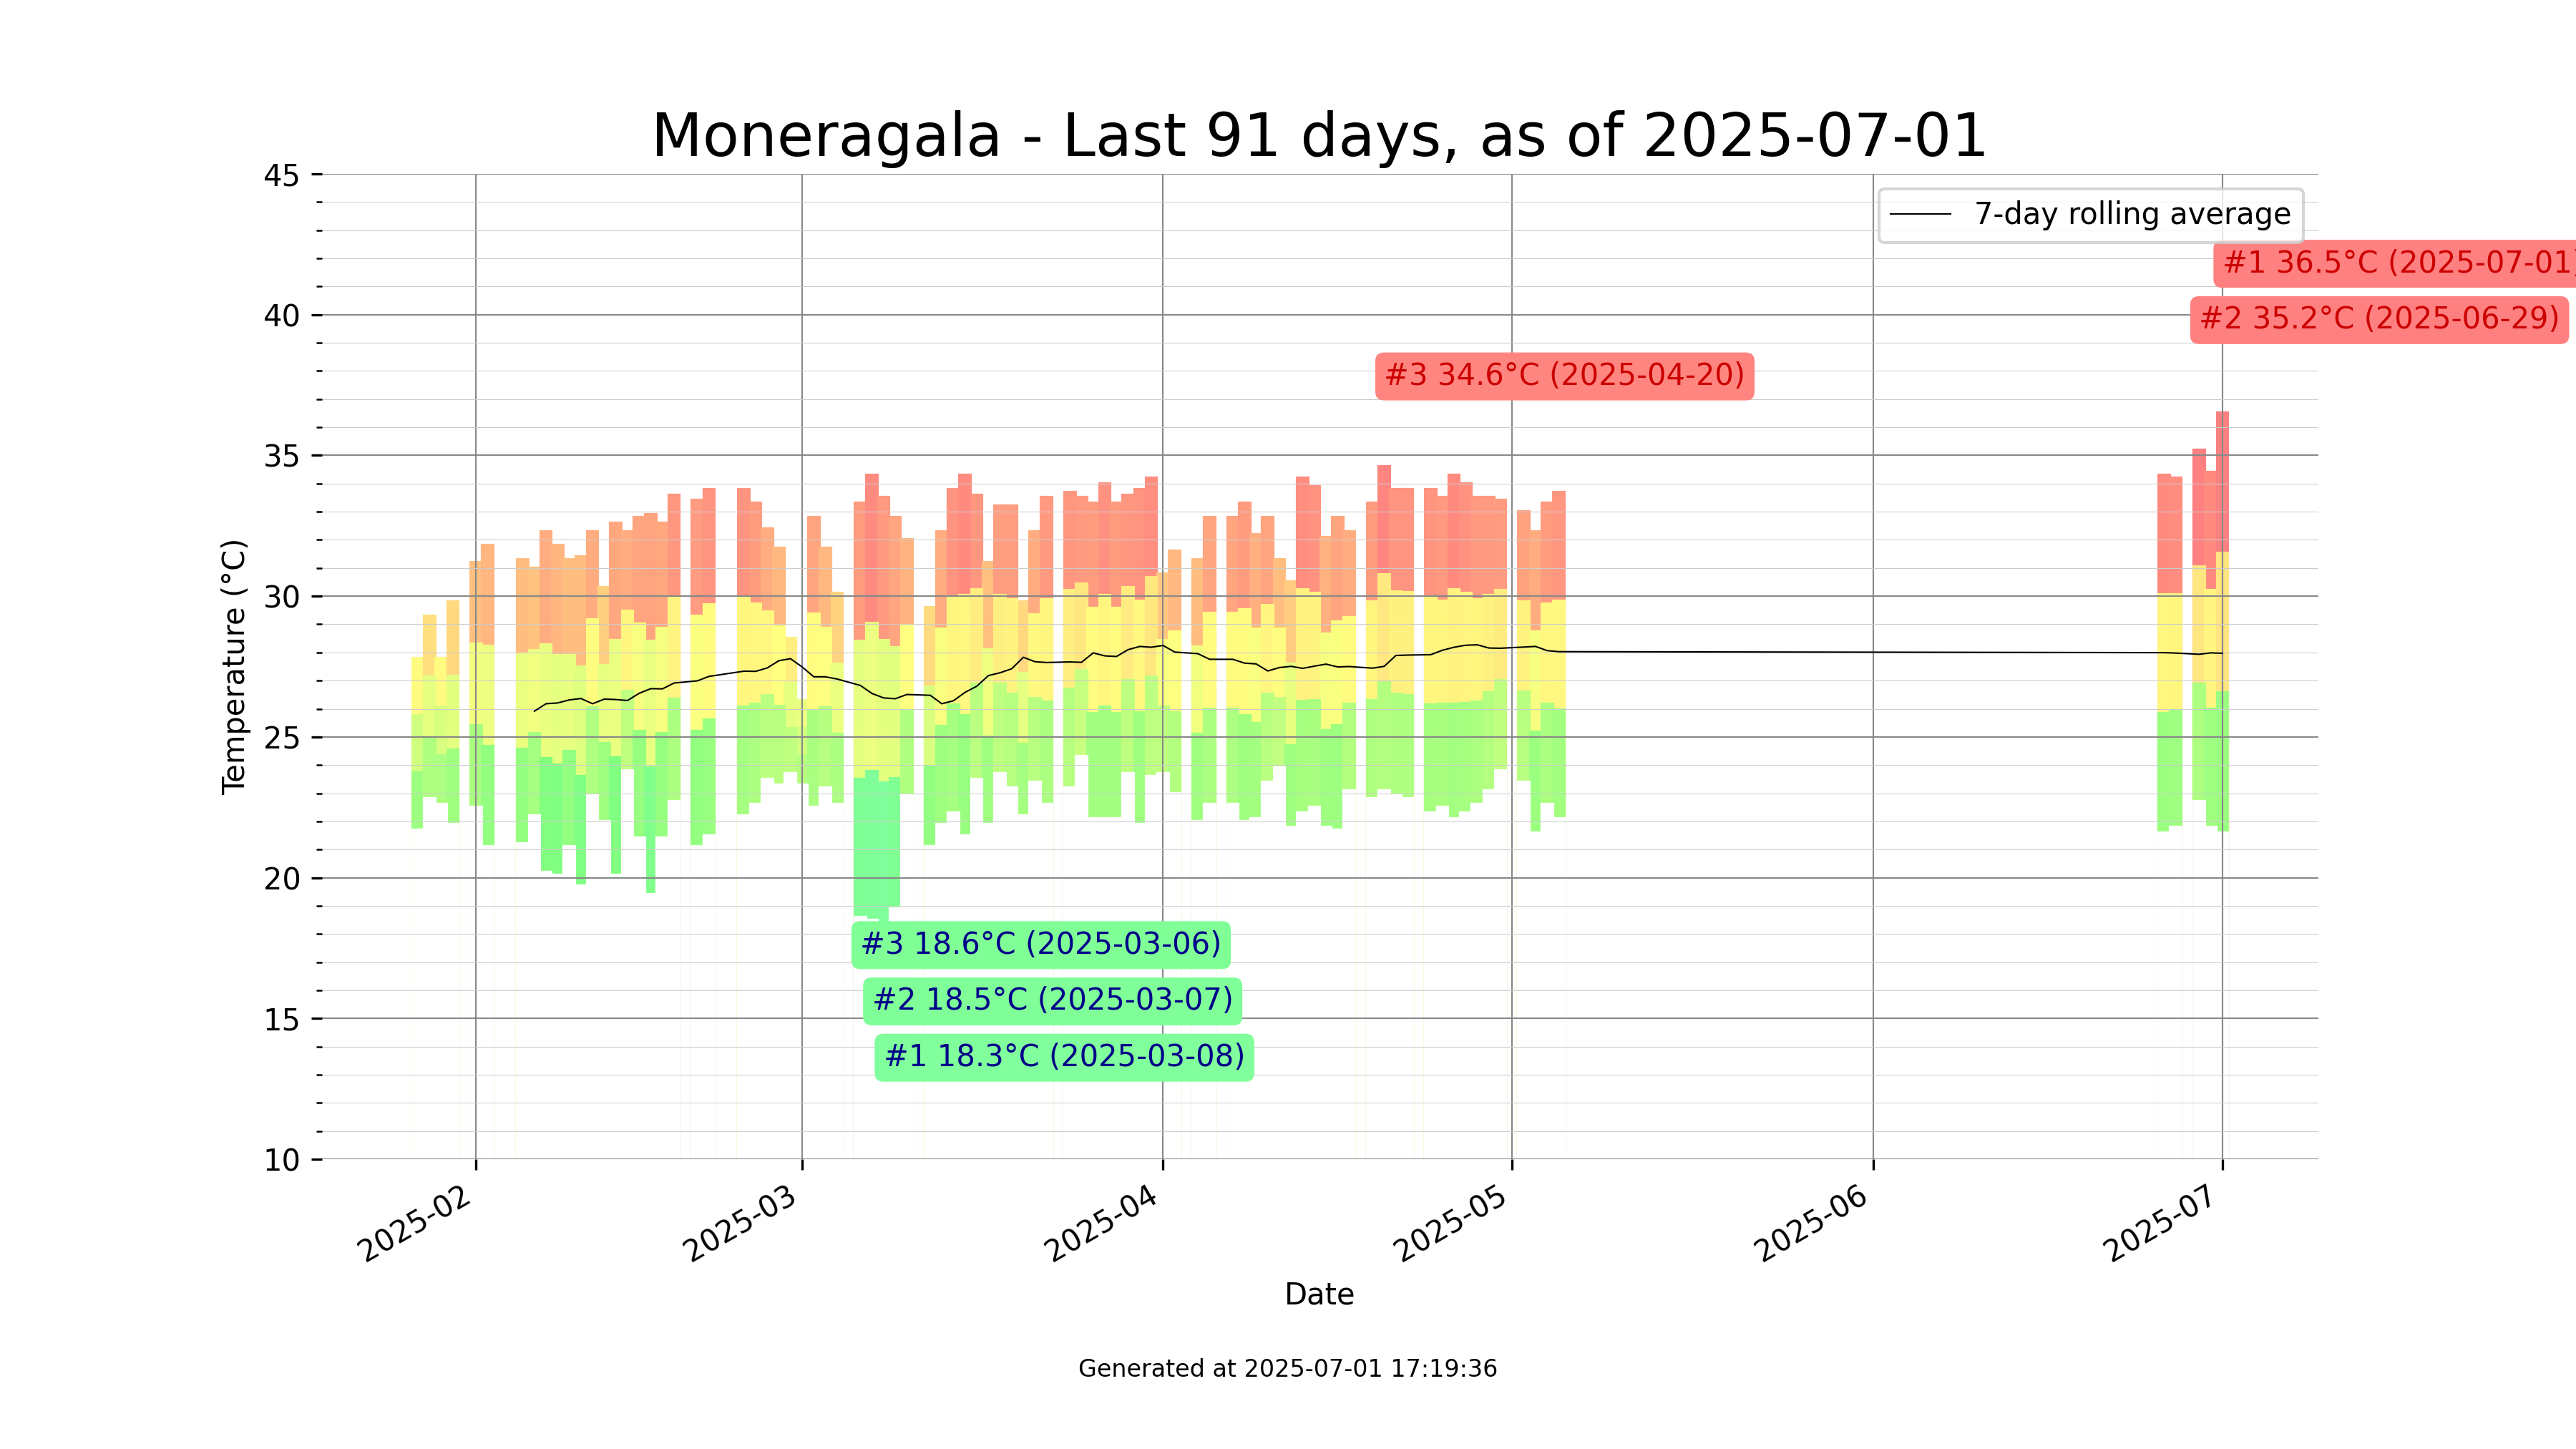 Moneragala - Last 91 days, as of 2025-07-01
45
40
35
30
25
20
15
10
Temperature (°C)
7-day rolling average
#1 36.5°C (2025-07-01)
#2 35.2°C (2025-06-29)
#3 34.6°C (2025-04-20)
#3 18.6°C (2025-03-06)
#2 18.5°C (2025-03-07)
#1 18.3°C (2025-03-08)
2025-02
2025-03
2025-04
2025-05
2025-06
2025-07
Date
Generated at 2025-07-01 17:19:36